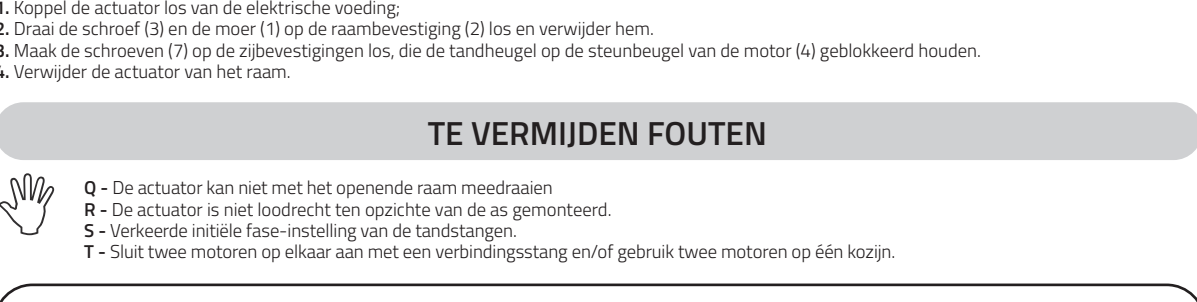 1. Koppel de actuator los van de elektrische voeding;
2. Draai de schroef (3) en de moer (1) op de raambevestiging (2) los en verwijder hem.
3. Maak de schroeven (7) op de zijbevestigingen los, die de tandheugel op de steunbeugel van de motor (4) geblokkeerd houden.
4. Verwijder de actuator van het raam.
TE VERMIJDEN FOUTEN
Q - De actuator kan niet met het openende raam meedraaien
R - De actuator is niet loodrecht ten opzichte van de as gemonteerd.
S - Verkeerde initiële fase-instelling van de tandstangen.
T - Sluit twee motoren op elkaar aan met een verbindingsstang en/of gebruik twee motoren op één kozijn.